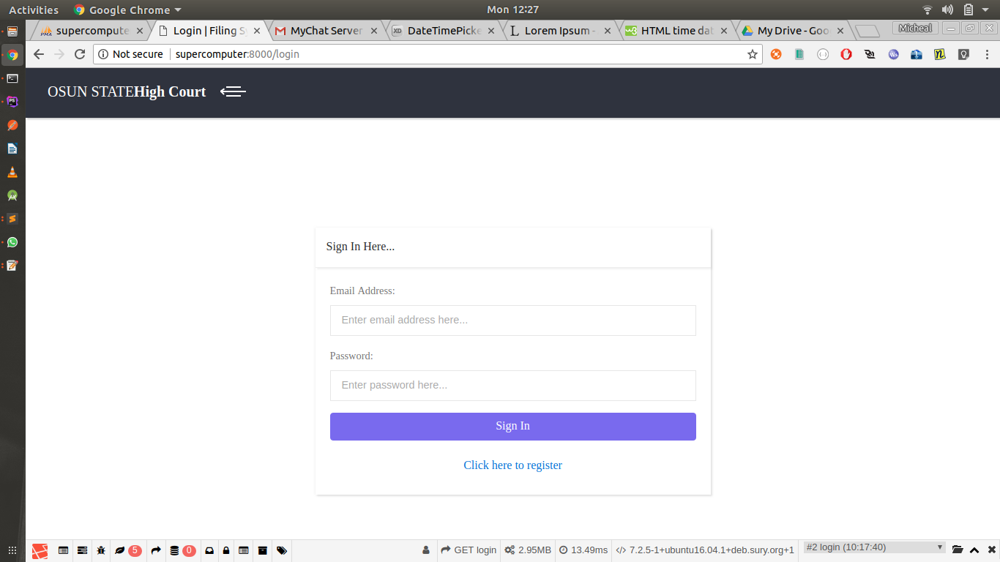 Activities Google Chrome Mon 12:27
supercompute Login | Filing Sy MyChat Server DateTimePicke Lorem Ipsum - HTML time dat My Drive - Goo Micheal
Not secure supercomputer:8000/login
OSUN STATEHigh Court
Sign In Here...
Email Address:
Enter email address here...
Password:
Enter password here...
Sign In
Click here to register
5 0 GET login 2.95MB 13.49ms 7.2.5-1+ubuntu16.04.1+deb.sury.org+1 #2 login (10:17:40)